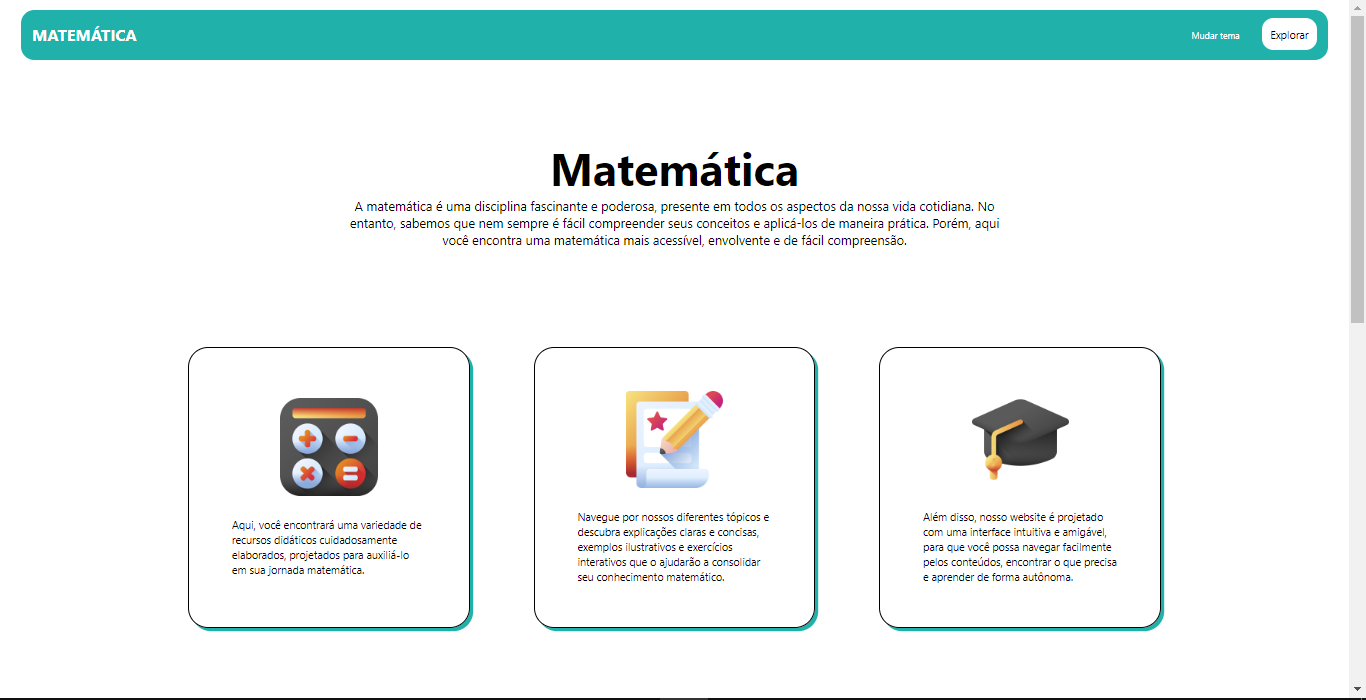 MATEMÁTICA
Mudar tema
Explorar
Matemática
A matemática é uma disciplina fascinante e poderosa, presente em todos os aspectos da nossa vida cotidiana. No
entanto, sabemos que nem sempre é fácil compreender seus conceitos e aplicá-los de maneira prática. Porém, aqui
você encontra uma matemática mais acessível, envolvente e de fácil compreensão.
Aqui, você encontrará uma variedade de
recursos didáticos cuidadosamente
elaborados, projetados para auxiliá-lo
em sua jornada matemática.
Navegue por nossos diferentes tópicos e
descubra explicações claras e concisas,
exemplos ilustrativos e exercícios
interativos que o ajudarão a consolidar
seu conhecimento matemático.
Além disso, nosso website é projetado
com uma interface intuitiva e amigável,
para que você possa navegar facilmente
pelos conteúdos, encontrar o que precisa
e aprender de forma autônoma.